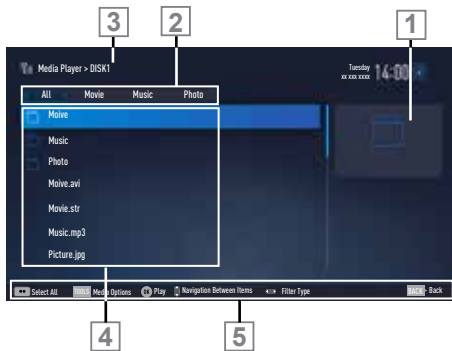 3
2
1
Media Player > DISK1
Tuesday
xx xxx xxxx
14:00
All Movie Music Photo
Moive
Music
Photo
Moive.avi
Movie.str
Music.mp3
Picture.jpg
Select All TOOLS Media Options OK Play Navigation Between Items Filter Type BACK - Back
4
5